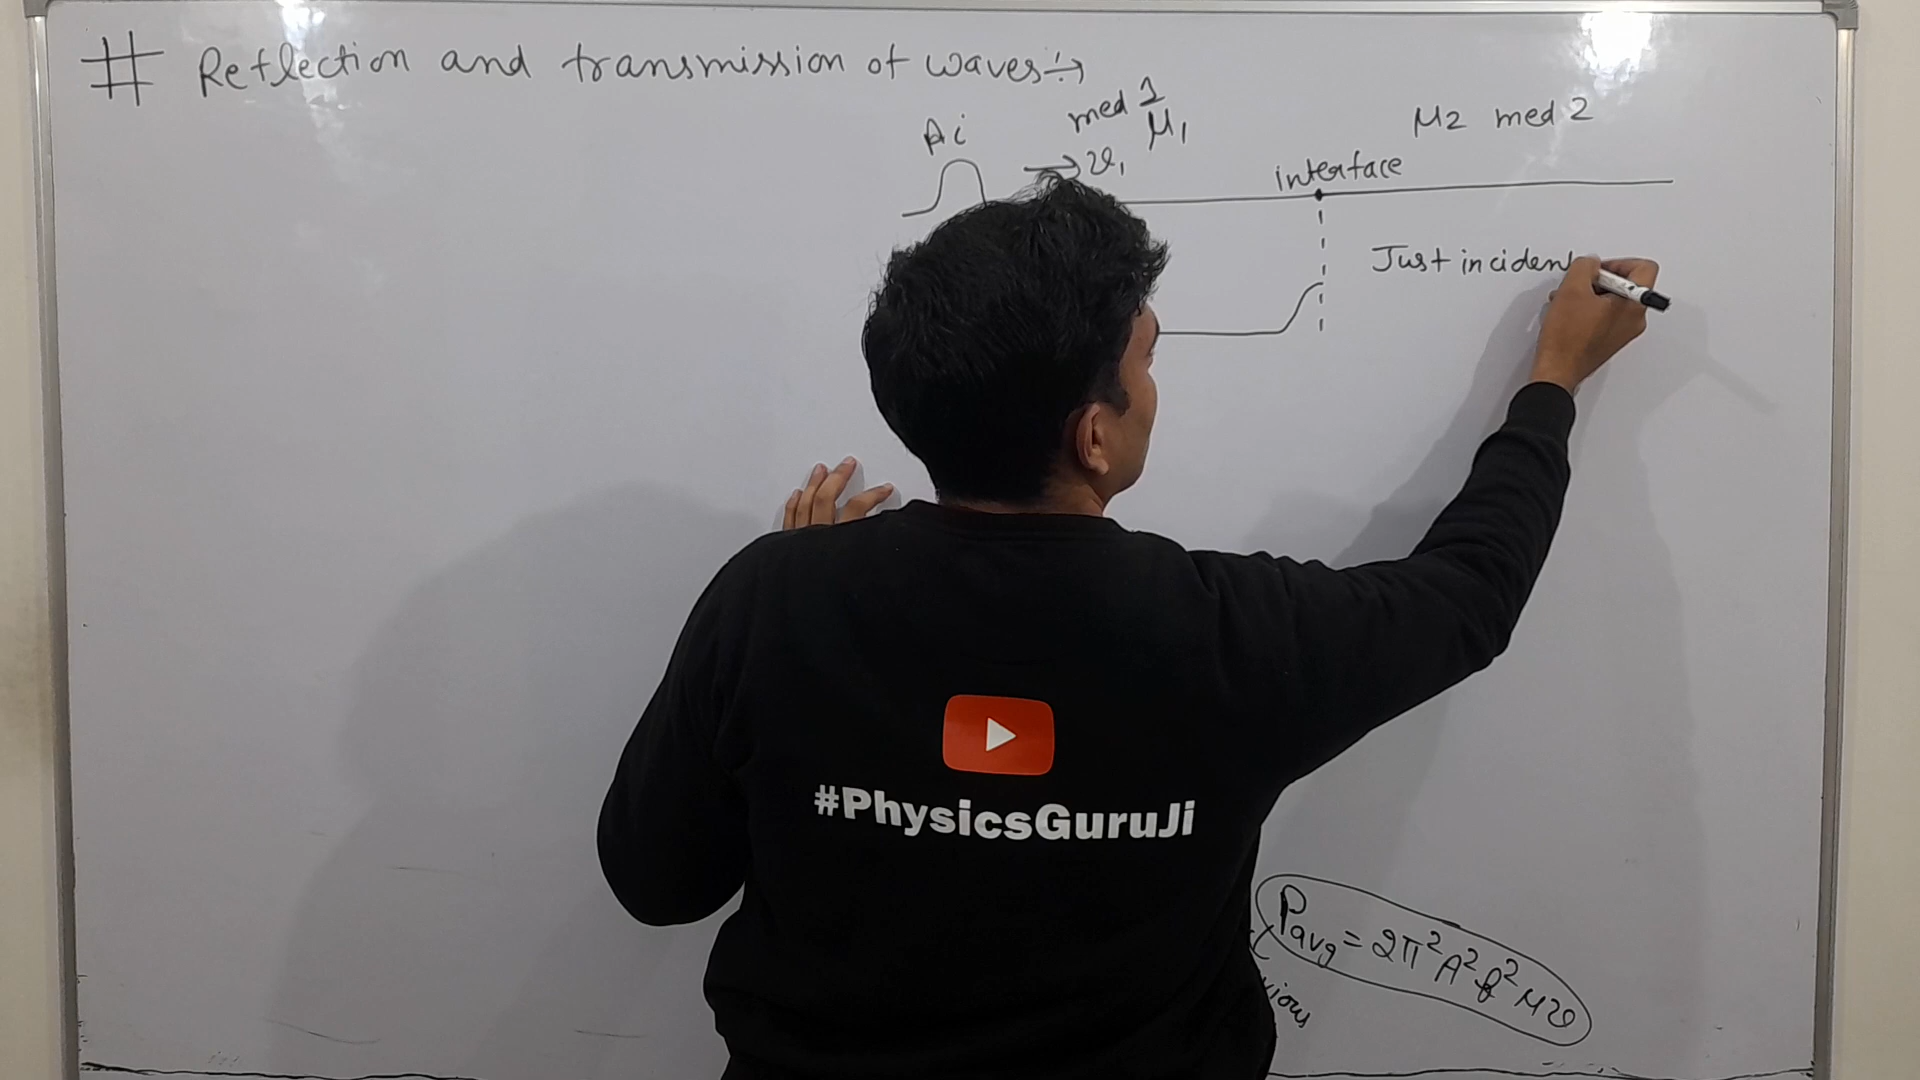 # Reflection and transmission of waves÷→
Ai
med 1
μ1
→ v1
μ2 med 2
interface
Just incident
#PhysicsGuruJi
Pavg = 2π²A²f²μv
vious